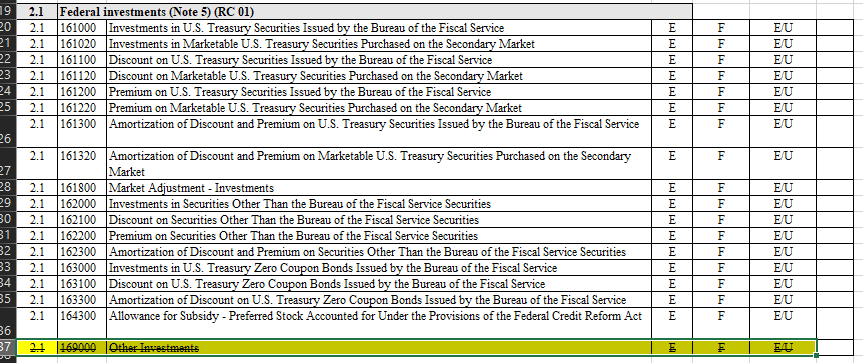 19 2.1 Federal investments (Note 5) (RC 01)
20 2.1 161000 Investments in U.S. Treasury Securities Issued by the Bureau of the Fiscal Service E F E/U
21 2.1 161020 Investments in Marketable U.S. Treasury Securities Purchased on the Secondary Market E F E/U
22 2.1 161100 Discount on U.S. Treasury Securities Issued by the Bureau of the Fiscal Service E F E/U
23 2.1 161120 Discount on Marketable U.S. Treasury Securities Purchased on the Secondary Market E F E/U
24 2.1 161200 Premium on U.S. Treasury Securities Issued by the Bureau of the Fiscal Service E F E/U
25 2.1 161220 Premium on Marketable U.S. Treasury Securities Purchased on the Secondary Market E F E/U
26 2.1 161300 Amortization of Discount and Premium on U.S. Treasury Securities Issued by the Bureau of the Fiscal Service E F E/U
27 2.1 161320 Amortization of Discount and Premium on Marketable U.S. Treasury Securities Purchased on the Secondary E F E/U
Market
28 2.1 161800 Market Adjustment - Investments E F E/U
29 2.1 162000 Investments in Securities Other Than the Bureau of the Fiscal Service Securities E F E/U
30 2.1 162100 Discount on Securities Other Than the Bureau of the Fiscal Service Securities E F E/U
31 2.1 162200 Premium on Securities Other Than the Bureau of the Fiscal Service Securities E F E/U
32 2.1 162300 Amortization of Discount and Premium on Securities Other Than the Bureau of the Fiscal Service Securities E F E/U
33 2.1 163000 Investments in U.S. Treasury Zero Coupon Bonds Issued by the Bureau of the Fiscal Service E F E/U
34 2.1 163100 Discount on U.S. Treasury Zero Coupon Bonds Issued by the Bureau of the Fiscal Service E F E/U
35 2.1 163300 Amortization of Discount on U.S. Treasury Zero Coupon Bonds Issued by the Bureau of the Fiscal Service E F E/U
36 2.1 164300 Allowance for Subsidy - Preferred Stock Accounted for Under the Provisions of the Federal Credit Reform Act E F E/U
37 2.1 169000 Other Investments E F E/U